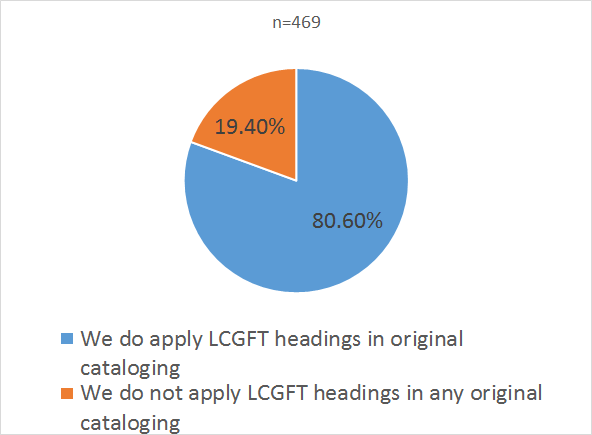 n=469
19.40%
80.60%
We do apply LCGFT headings in original
cataloging
We do not apply LCGFT headings in any original
cataloging